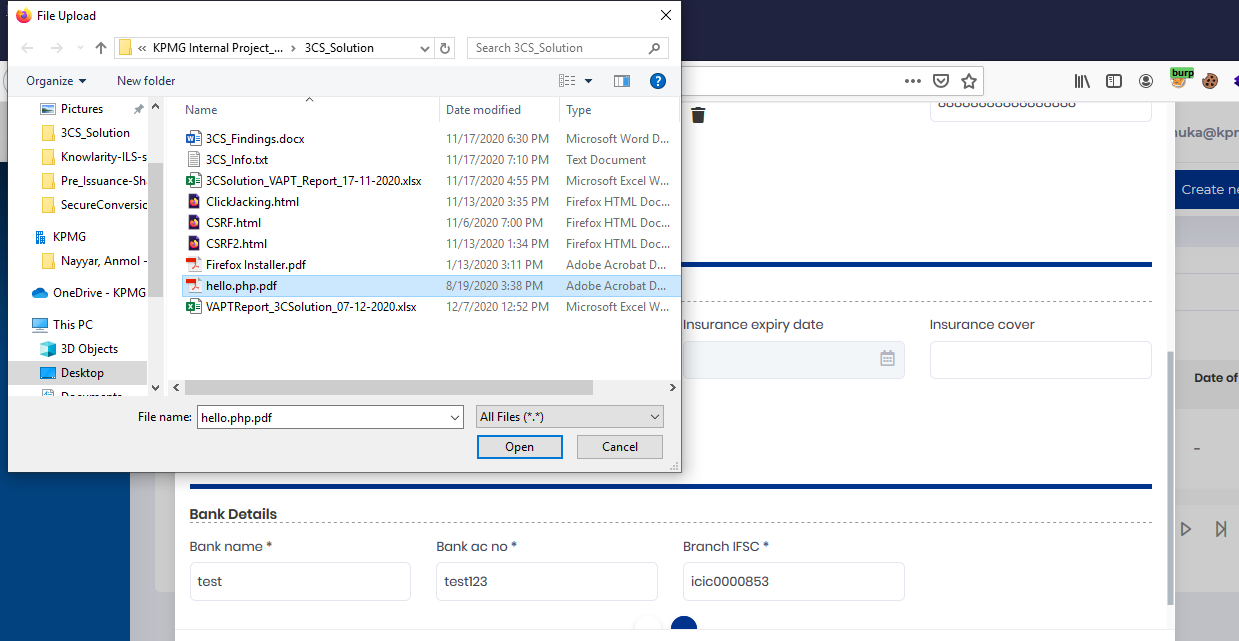 File Upload
« KPMG Internal Project_... › 3CS_Solution
Search 3CS_Solution
Organize
New folder
Name
Date modified
Type
Pictures
3CS_Solution
Knowlarity-ILS-s
Pre_Issuance-Sha
SecureConversic
KPMG
Nayyar, Anmol -
OneDrive - KPMG
This PC
3D Objects
Desktop
3CS_Findings.docx 11/17/2020 6:30 PM Microsoft Word D...
3CS_Info.txt 11/17/2020 7:10 PM Text Document
3CSolution_VAPT_Report_17-11-2020.xlsx 11/17/2020 4:55 PM Microsoft Excel W...
ClickJacking.html 11/13/2020 3:35 PM Firefox HTML Doc...
CSRF.html 11/6/2020 7:00 PM Firefox HTML Doc...
CSRF2.html 11/13/2020 1:34 PM Firefox HTML Doc...
Firefox Installer.pdf 1/13/2020 3:11 PM Adobe Acrobat D...
hello.php.pdf 8/19/2020 3:38 PM Adobe Acrobat D...
VAPTReport_3CSolution_07-12-2020.xlsx 12/7/2020 12:52 PM Microsoft Excel W...
File name: hello.php.pdf
All Files (*.*)
Open
Cancel
burp
nuka@kpr
Create ne
Insurance expiry date
Insurance cover
Date of
-
Bank Details
Bank name *
Bank ac no *
Branch IFSC *
test
test123
icic0000853